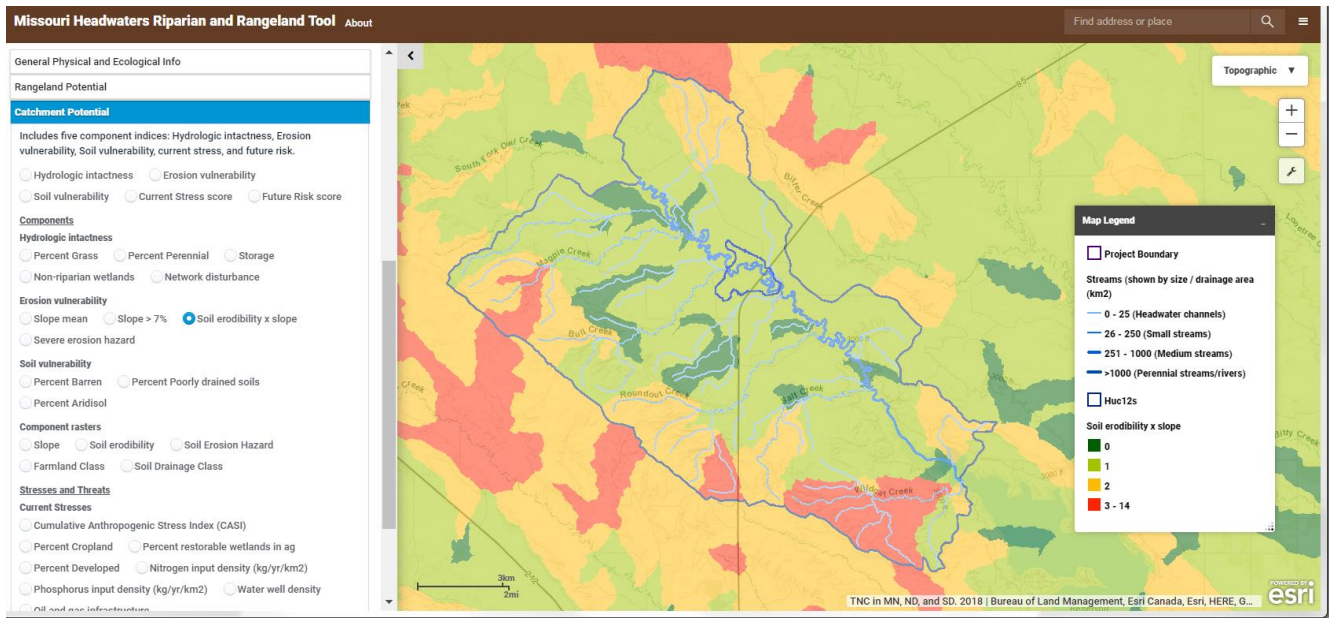 Missouri Headwaters Riparian and Rangeland Tool About
Find address or place
General Physical and Ecological Info
Rangeland Potential
Catchment Potential
Includes five component indices: Hydrologic intactness, Erosion
vulnerability, Soil vulnerability, current stress, and future risk.
Hydrologic intactness Erosion vulnerability
Soil vulnerability Current Stress score Future Risk score
Components
Hydrologic intactness
Percent Grass Percent Perennial Storage
Non-riparian wetlands Network disturbance
Erosion vulnerability
Slope mean Slope > 7% Soil erodibility x slope
Severe erosion hazard
Soil vulnerability
Percent Barren Percent Poorly drained soils
Percent Aridisol
Component rasters
Slope Soil erodibility Soil Erosion Hazard
Farmland Class Soil Drainage Class
Stresses and Threats
Current Stresses
Cumulative Anthropogenic Stress Index (CASI)
Percent Cropland Percent restorable wetlands in ag
Percent Developed Nitrogen input density (kg/yr/km2)
Phosphorus input density (kg/yr/km2) Water well density
Oil and gas infrastructure
South Fork Owl Creek
Bitter Creek
Magpie Creek
Bull Creek
Roundout Creek
Salt Creek
Wildcat Creek
Creek
212
85
3km
2mi
Topographic
+
−
Map Legend
Project Boundary
Streams (shown by size / drainage area
(km2)
0 - 25 (Headwater channels)
26 - 250 (Small streams)
251 - 1000 (Medium streams)
>1000 (Perennial streams/rivers)
Huc12s
Soil erodibility x slope
0
1
2
3 - 14
Bitty Creek
TNC in MN, ND, and SD. 2018 | Bureau of Land Management, Esri Canada, Esri, HERE, G...
POWERED BY
esri